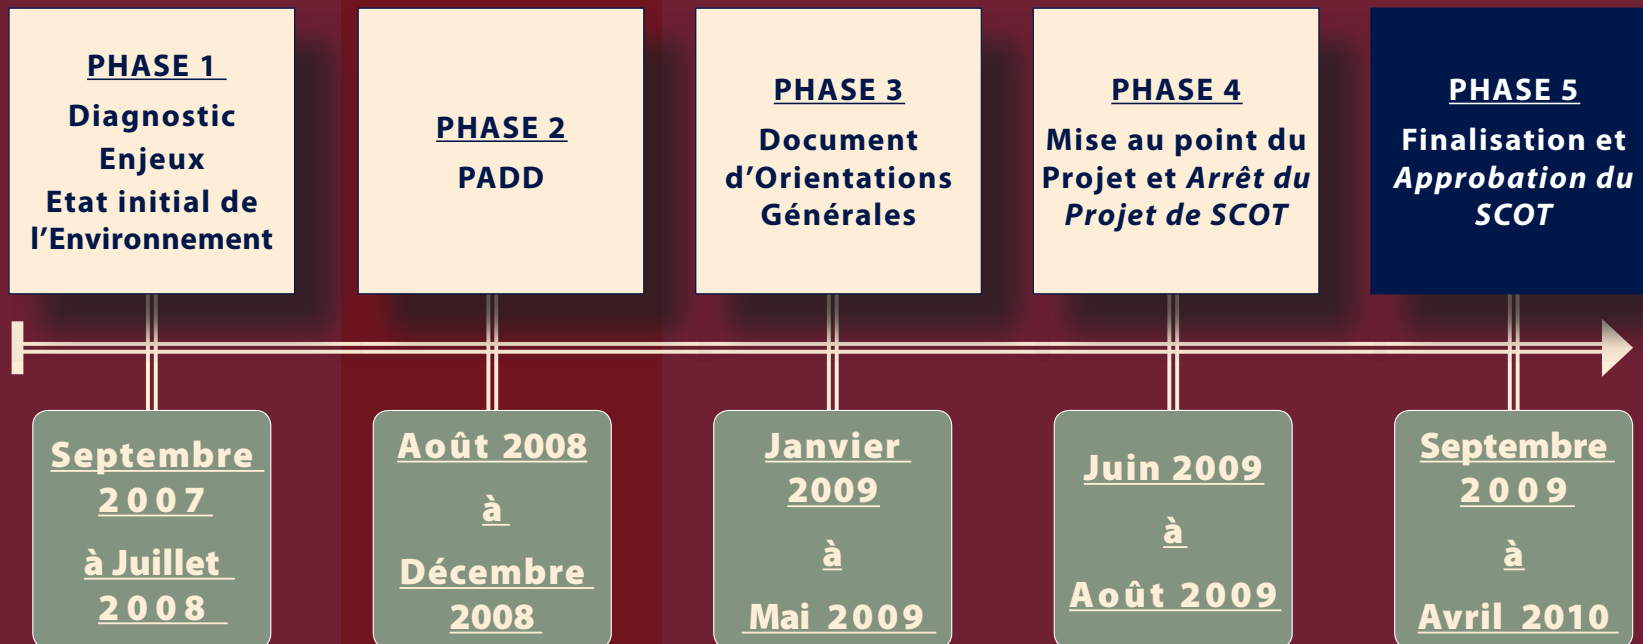 PHASE 1
Diagnostic
Enjeux
Etat initial de
l'Environnement
PHASE 2
PADD
PHASE 3
Document
d'Orientations
Générales
PHASE 4
Mise au point du
Projet et Arrêt du
Projet de SCOT
PHASE 5
Finalisation et
Approbation du
SCOT
Septembre
2007
à Juillet
2008
Août 2008
à
Décembre
2008
Janvier
2009
à
Mai 2009
Juin 2009
à
Août 2009
Septembre
2009
à
Avril 2010